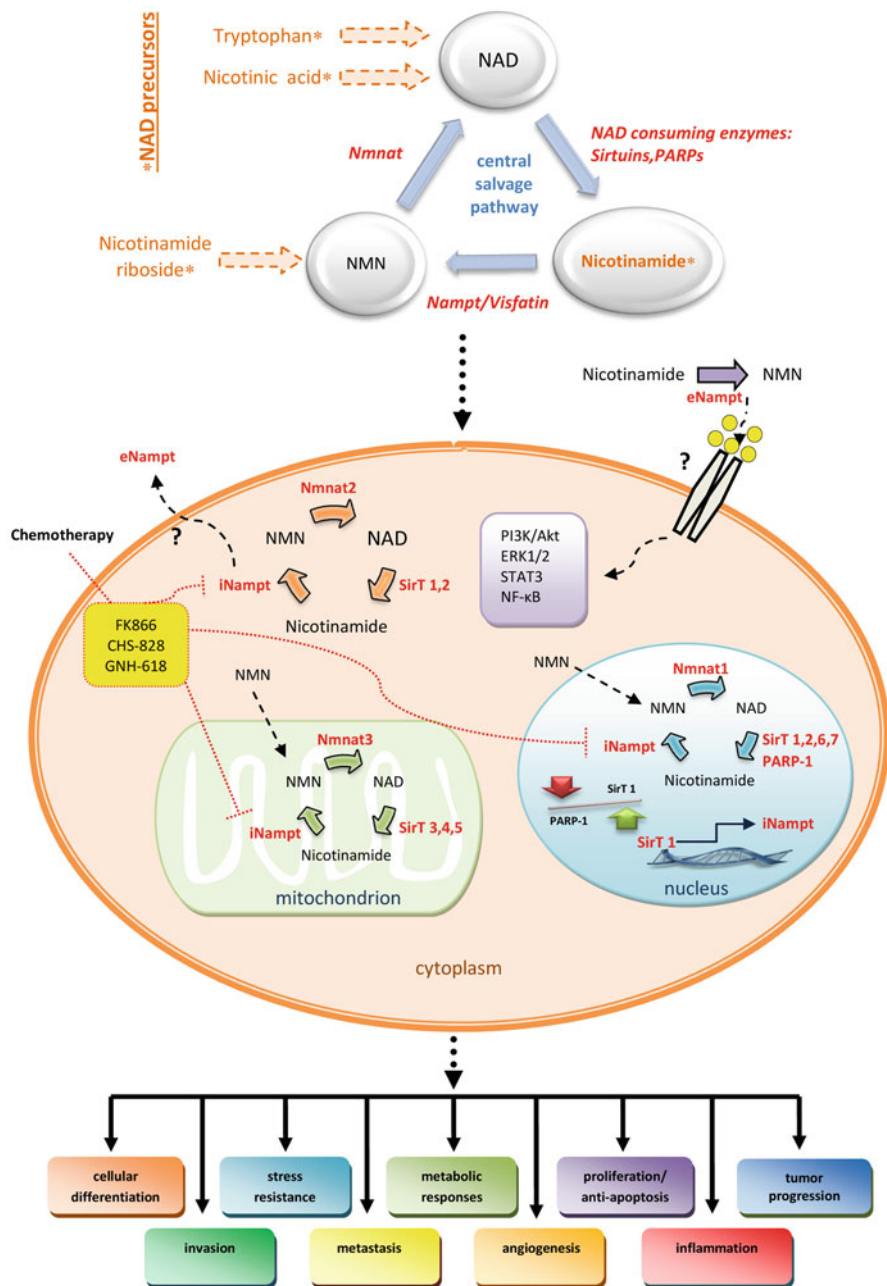 *NAD precursors
Tryptophan*
Nicotinic acid*
NAD
Nmnat
NAD consuming enzymes:
Sirtuins,PARPs
central
salvage
pathway
Nicotinamide
riboside*
NMN
Nicotinamide*
Nampt/Visfatin
Nicotinamide
NMN
eNampt
?
eNampt
?
Chemotherapy
Nmnat2
NMN
NAD
iNampt
SirT 1,2
Nicotinamide
PI3K/Akt
ERK1/2
STAT3
NF-κB
FK866
CHS-828
GNH-618
NMN
Nmnat3
NMN
NAD
iNampt
SirT 3,4,5
Nicotinamide
mitochondrion
NMN
Nmnat1
NMN
NAD
iNampt
SirT 1,2,6,7
PARP-1
Nicotinamide
SirT 1
PARP-1
SirT 1
iNampt
nucleus
cytoplasm
cellular
differentiation
stress
resistance
metabolic
responses
proliferation/
anti-apoptosis
tumor
progression
invasion
metastasis
angiogenesis
inflammation